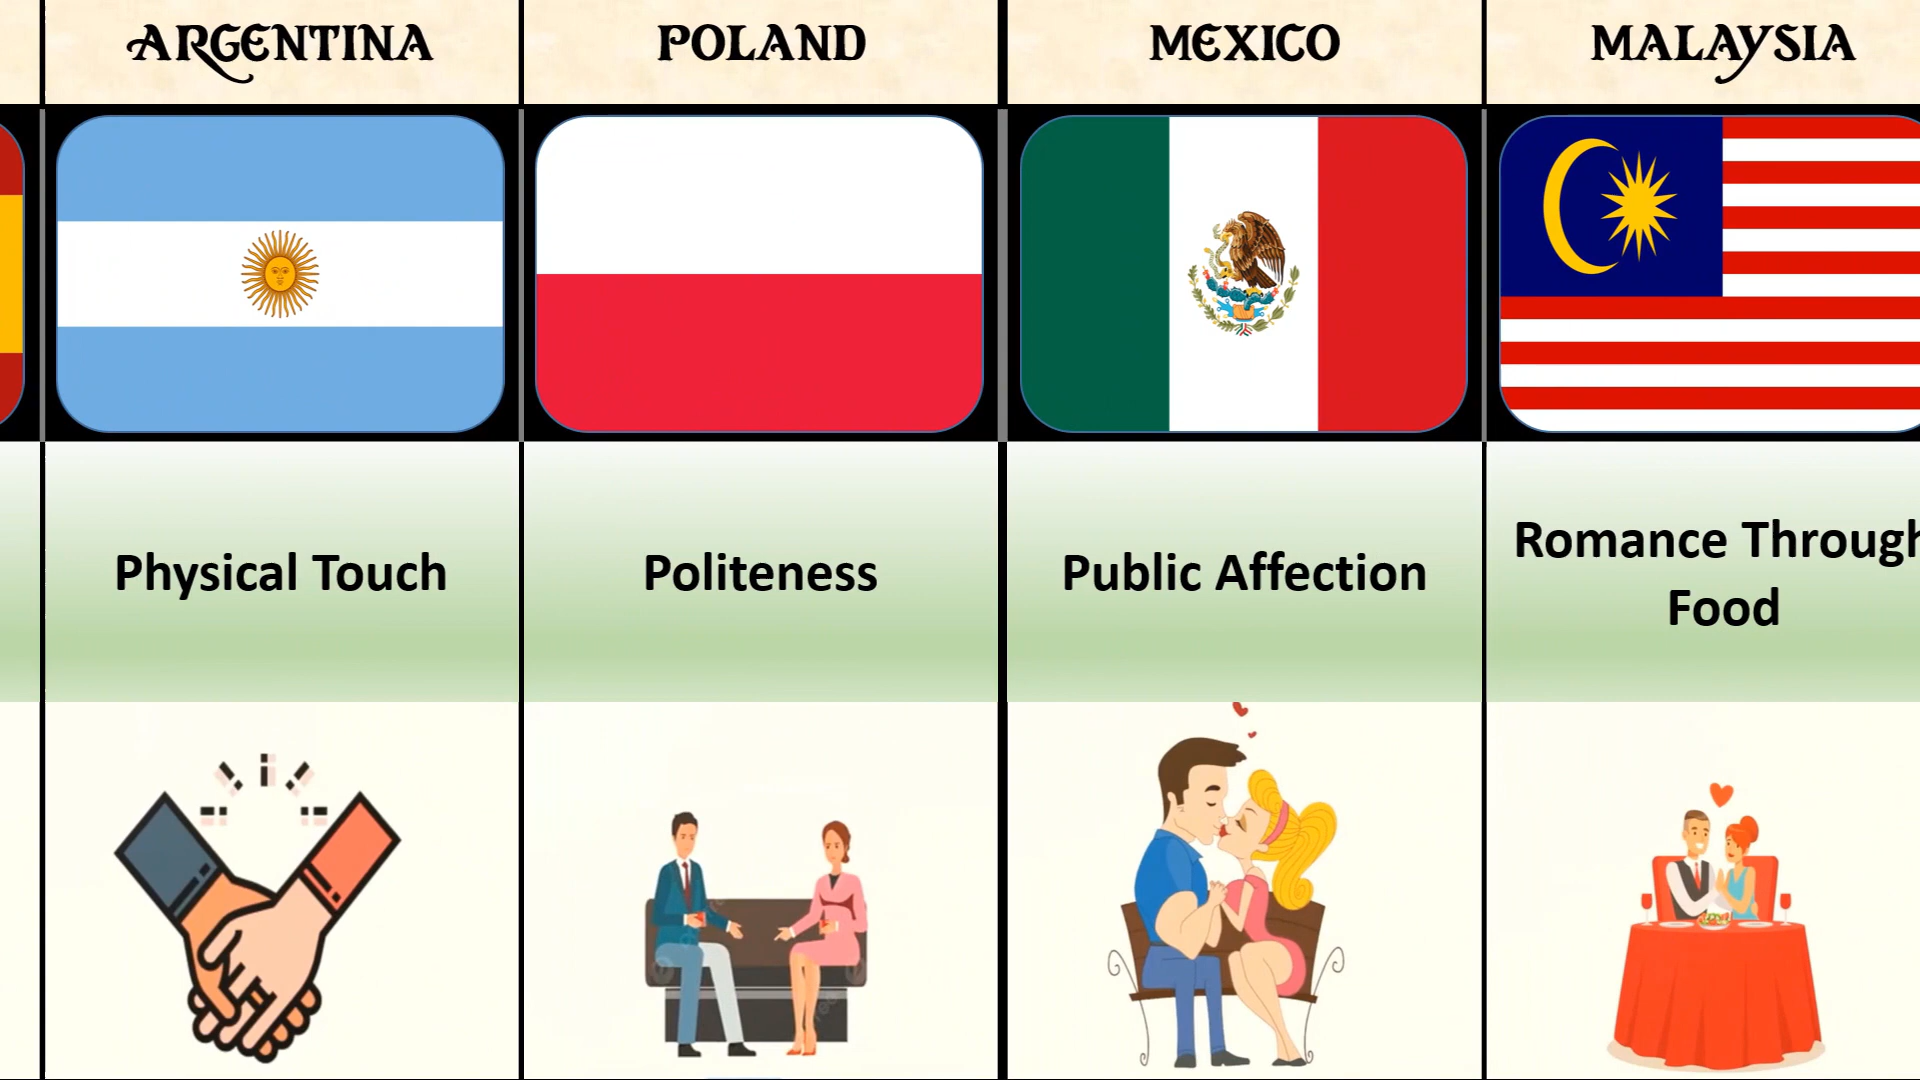 ARGENTINA
POLAND
MEXICO
MALAYSIA
Physical Touch
Politeness
Public Affection
Romance Through
Food